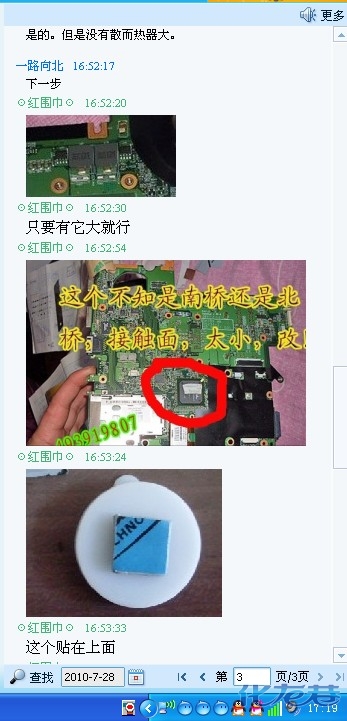 更多
是的。但是没有散而热器大。
一路向北 16:52:17
下一步
○红围巾○ 16:52:20
○红围巾○ 16:52:30
只要有它大就行
○红围巾○ 16:52:54
这个不知是南桥还是北
桥，接触面，太小，改
493919807
○红围巾○ 16:53:24
CHNO
○红围巾○ 16:53:33
这个贴在上面
查找 2010-7-28 第 3 页/3页
化龙巷
17:19